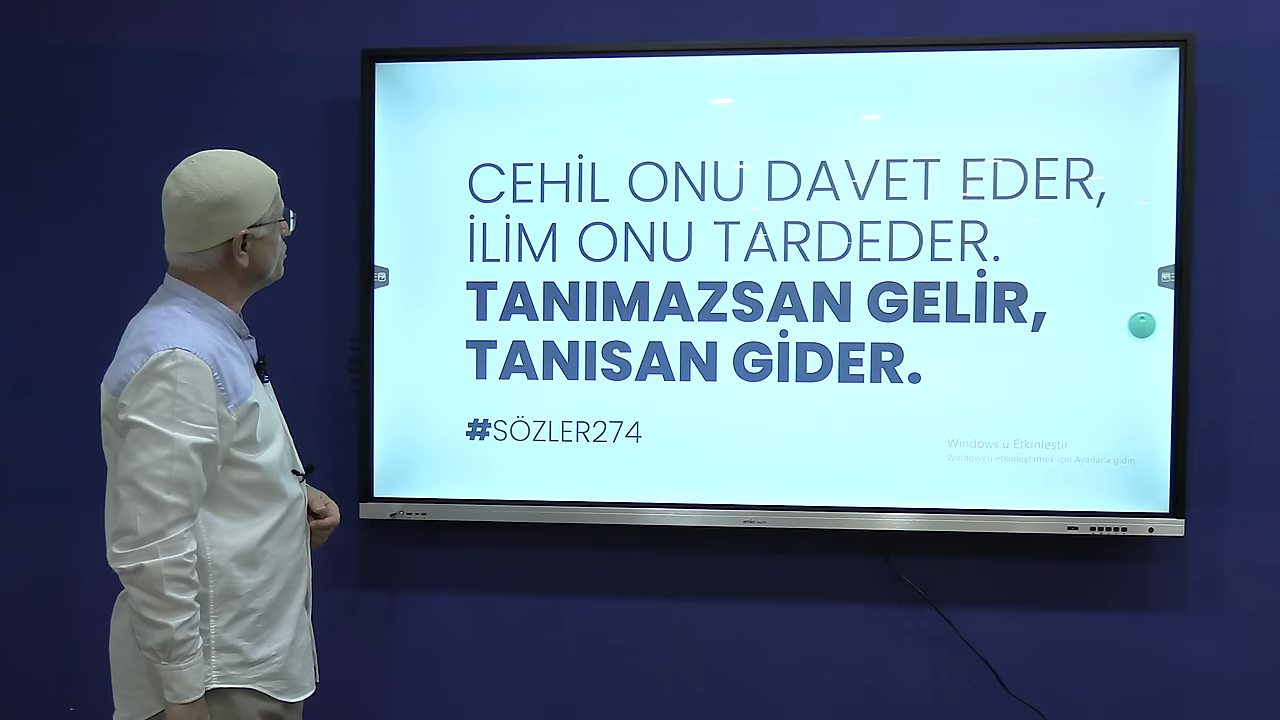 CEHİL ONU DAVET EDER,
İLİM ONU TARDEDER.
TANIMAZSAN GELİR,
TANISAN GİDER.
#SÖZLER274
Windows'u Etkinleştir
Windows'u etkinleştirmek için Ayarlar'a gidin.